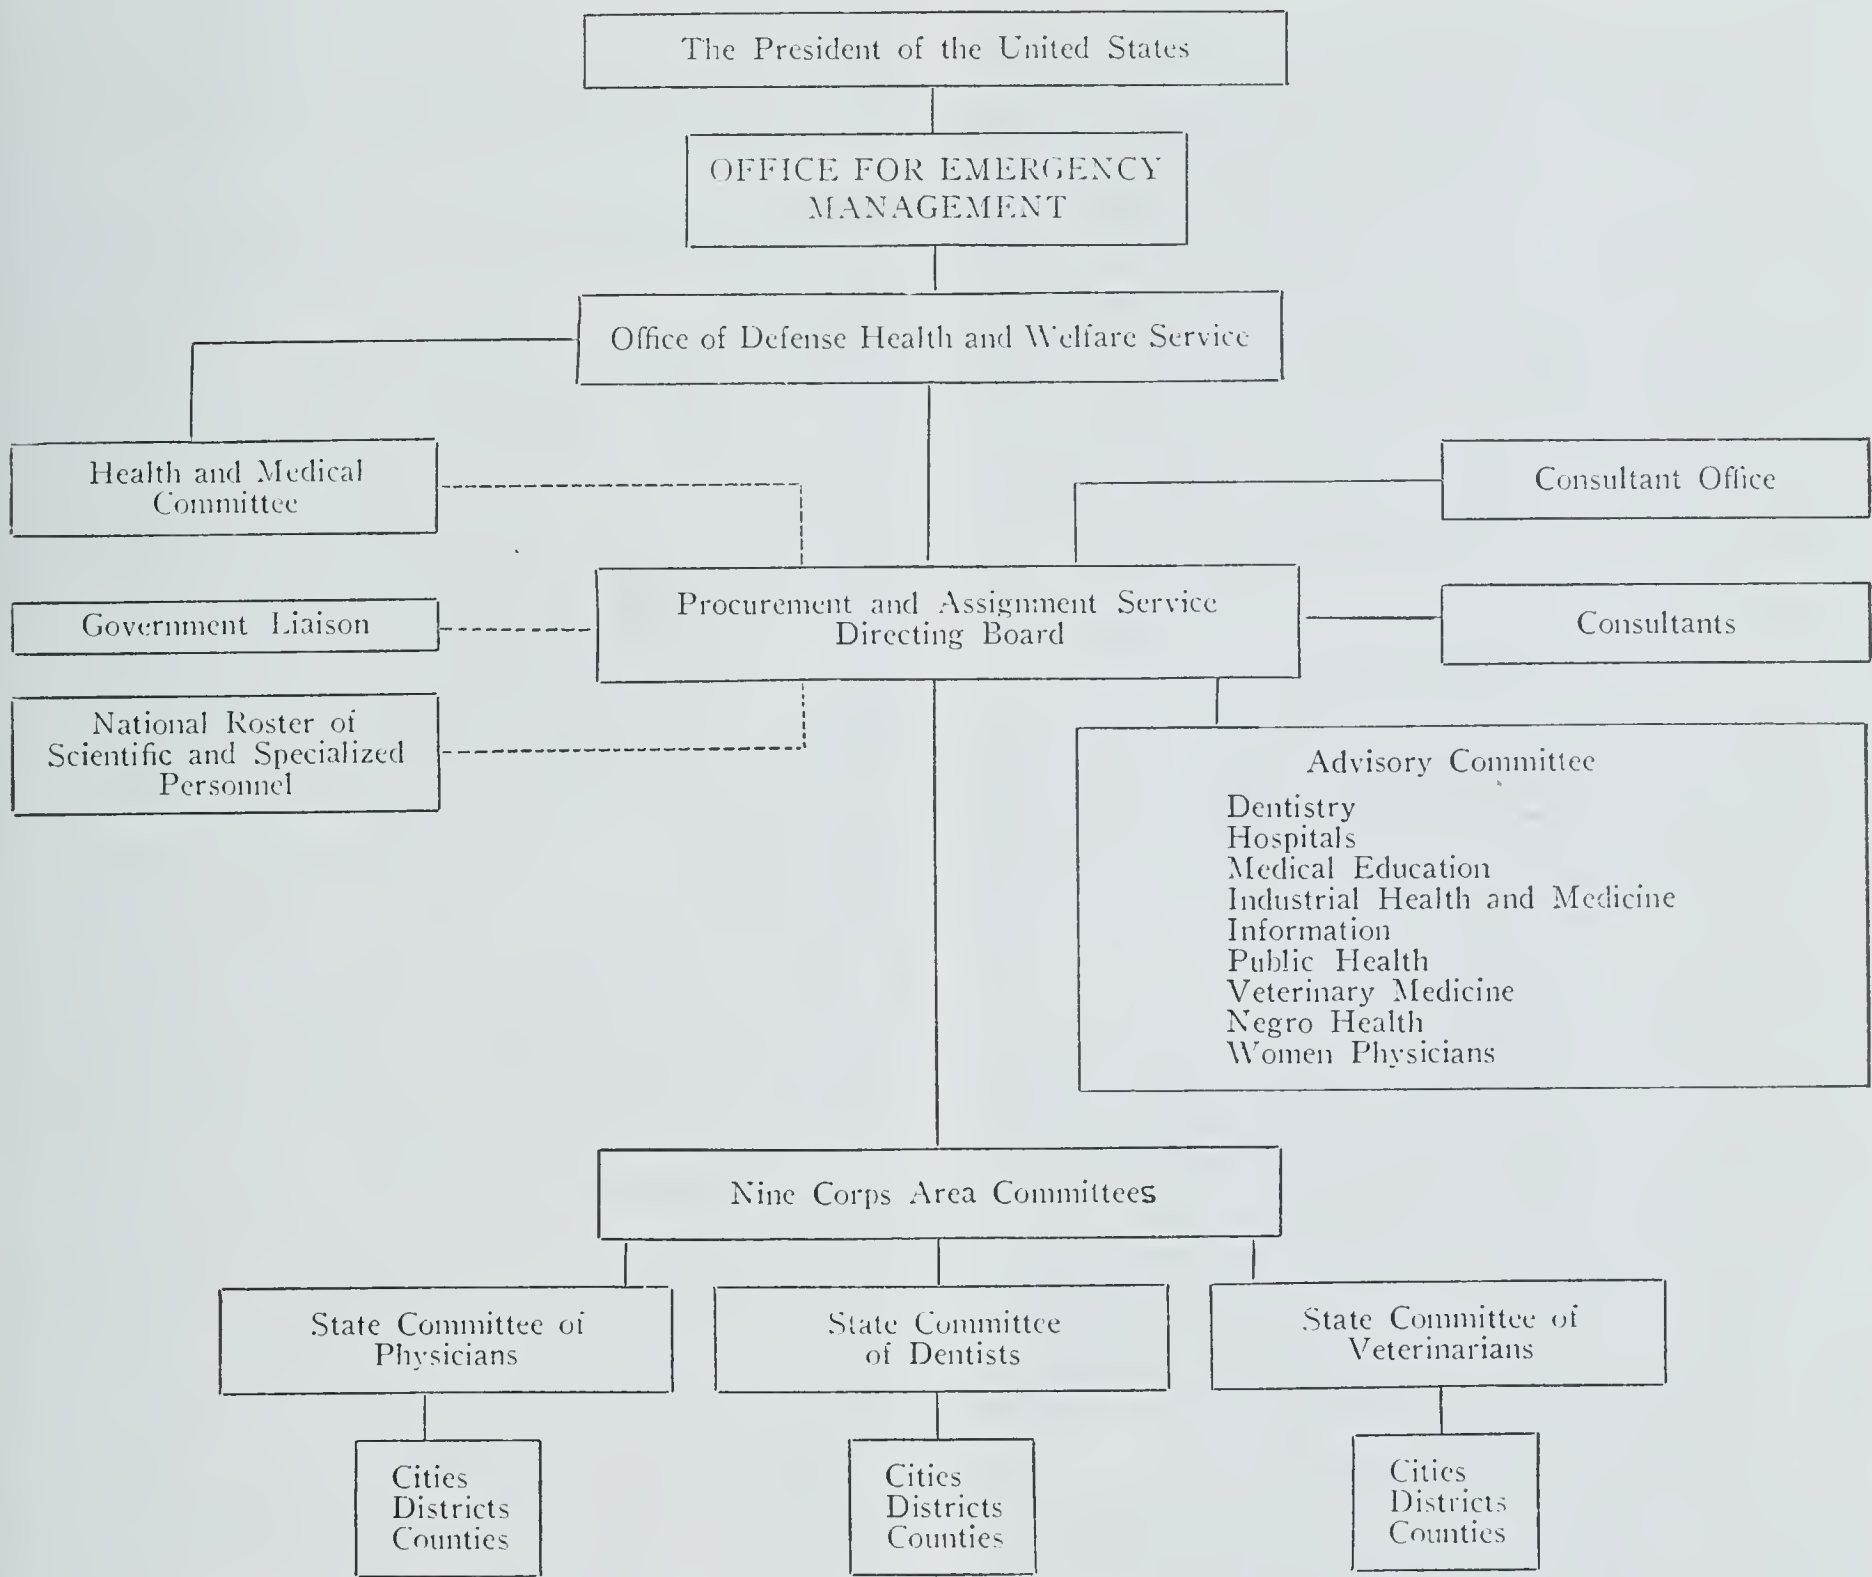 The President of the United States
OFFICE FOR EMERGENCY
MANAGEMENT
Office of Defense Health and Welfare Service
Health and Medical
Committee
Consultant Office
Procurement and Assignment Service
Directing Board
Government Liaison
Consultants
National Roster of
Scientific and Specialized
Personnel
Advisory Committee
Dentistry
Hospitals
Medical Education
Industrial Health and Medicine
Information
Public Health
Veterinary Medicine
Negro Health
Women Physicians
Nine Corps Area Committees
State Committee of
Physicians
State Committee
of Dentists
State Committee of
Veterinarians
Cities
Districts
Counties
Cities
Districts
Counties
Cities
Districts
Counties